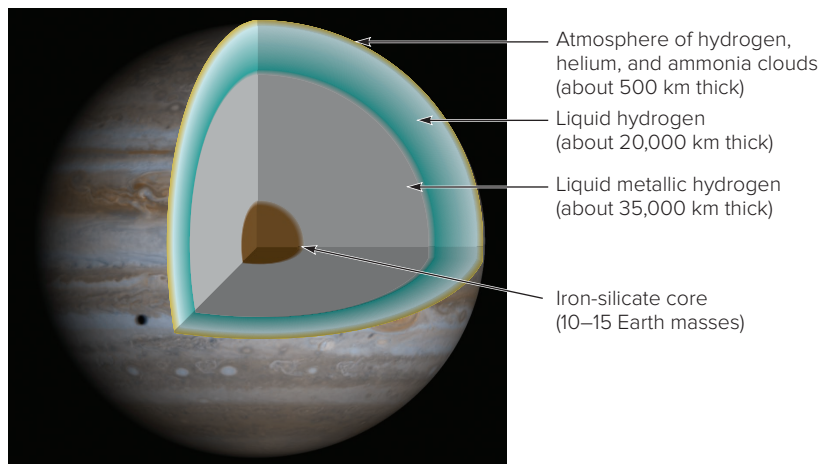 Atmosphere of hydrogen,
helium, and ammonia clouds
(about 500 km thick)
Liquid hydrogen
(about 20,000 km thick)
Liquid metallic hydrogen
(about 35,000 km thick)
Iron-silicate core
(10–15 Earth masses)